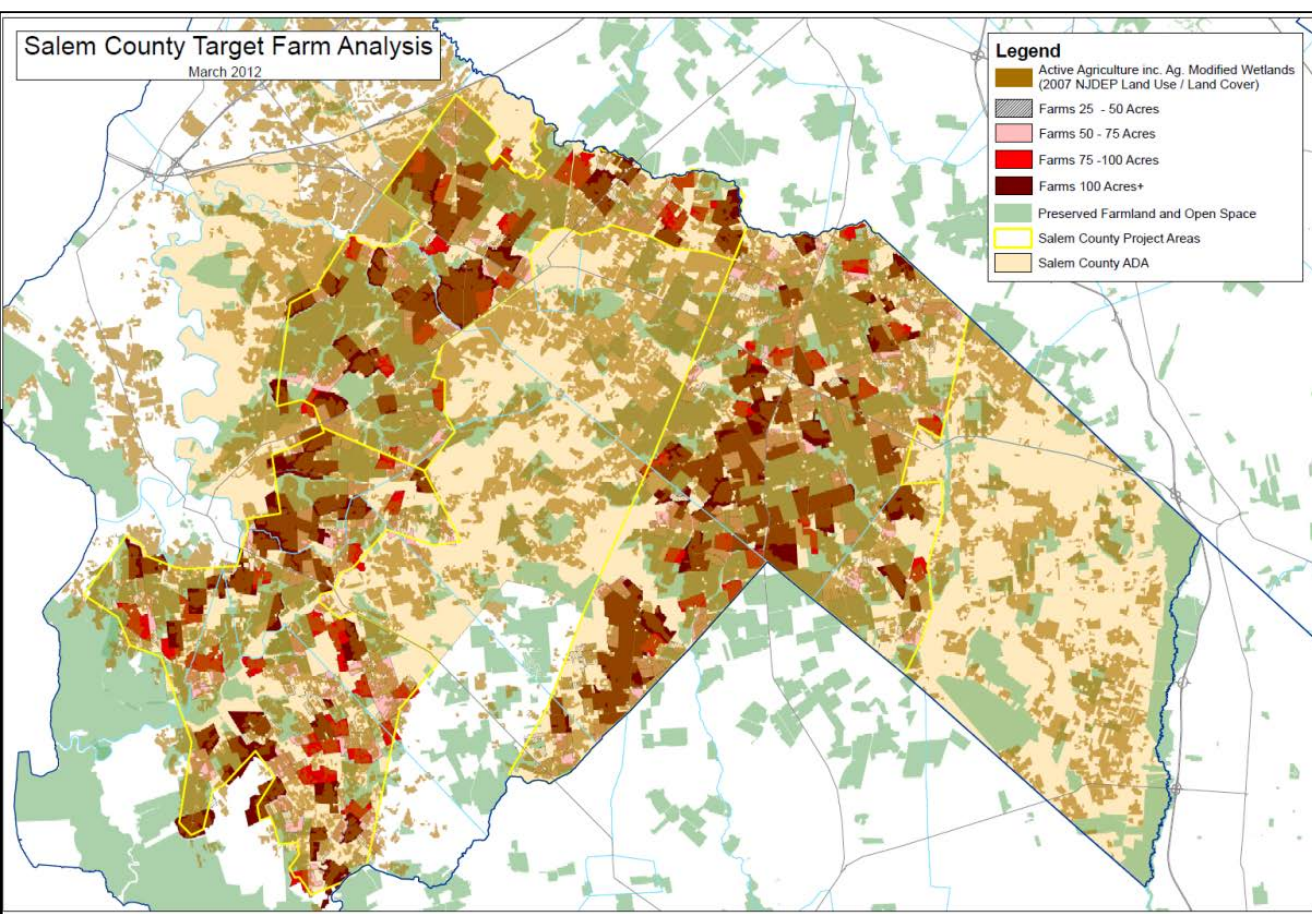 Salem County Target Farm Analysis
March 2012
Legend
Active Agriculture inc. Ag. Modified Wetlands
(2007 NJDEP Land Use / Land Cover)
Farms 25 - 50 Acres
Farms 50 - 75 Acres
Farms 75 -100 Acres
Farms 100 Acres+
Preserved Farmland and Open Space
Salem County Project Areas
Salem County ADA